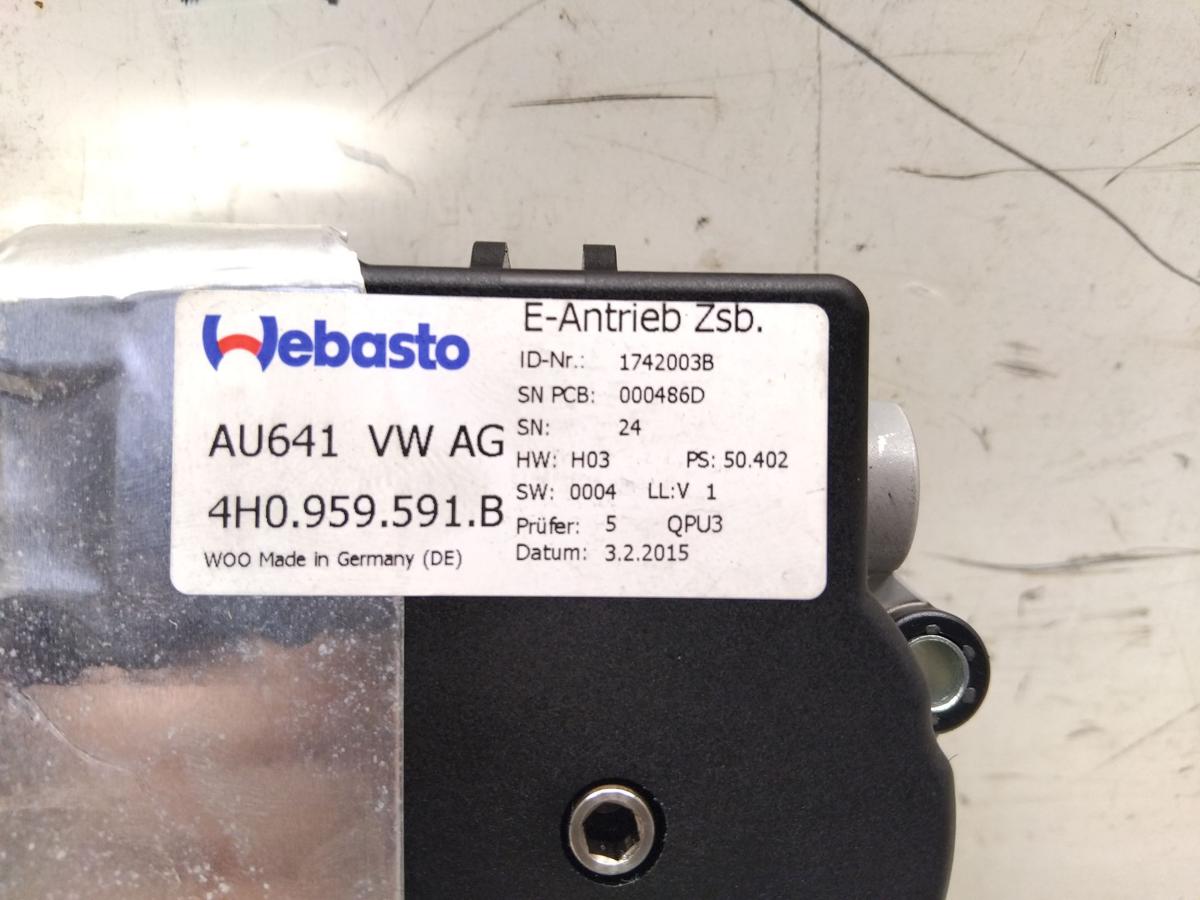 Webasto
AU641 VW AG
4H0.959.591.B
WOO Made in Germany (DE)
E-Antrieb Zsb.
ID-Nr.: 1742003B
SN PCB: 000486D
SN: 24
HW: H03 PS: 50.402
SW: 0004 LL:V 1
Prüfer: 5 QPU3
Datum: 3.2.2015